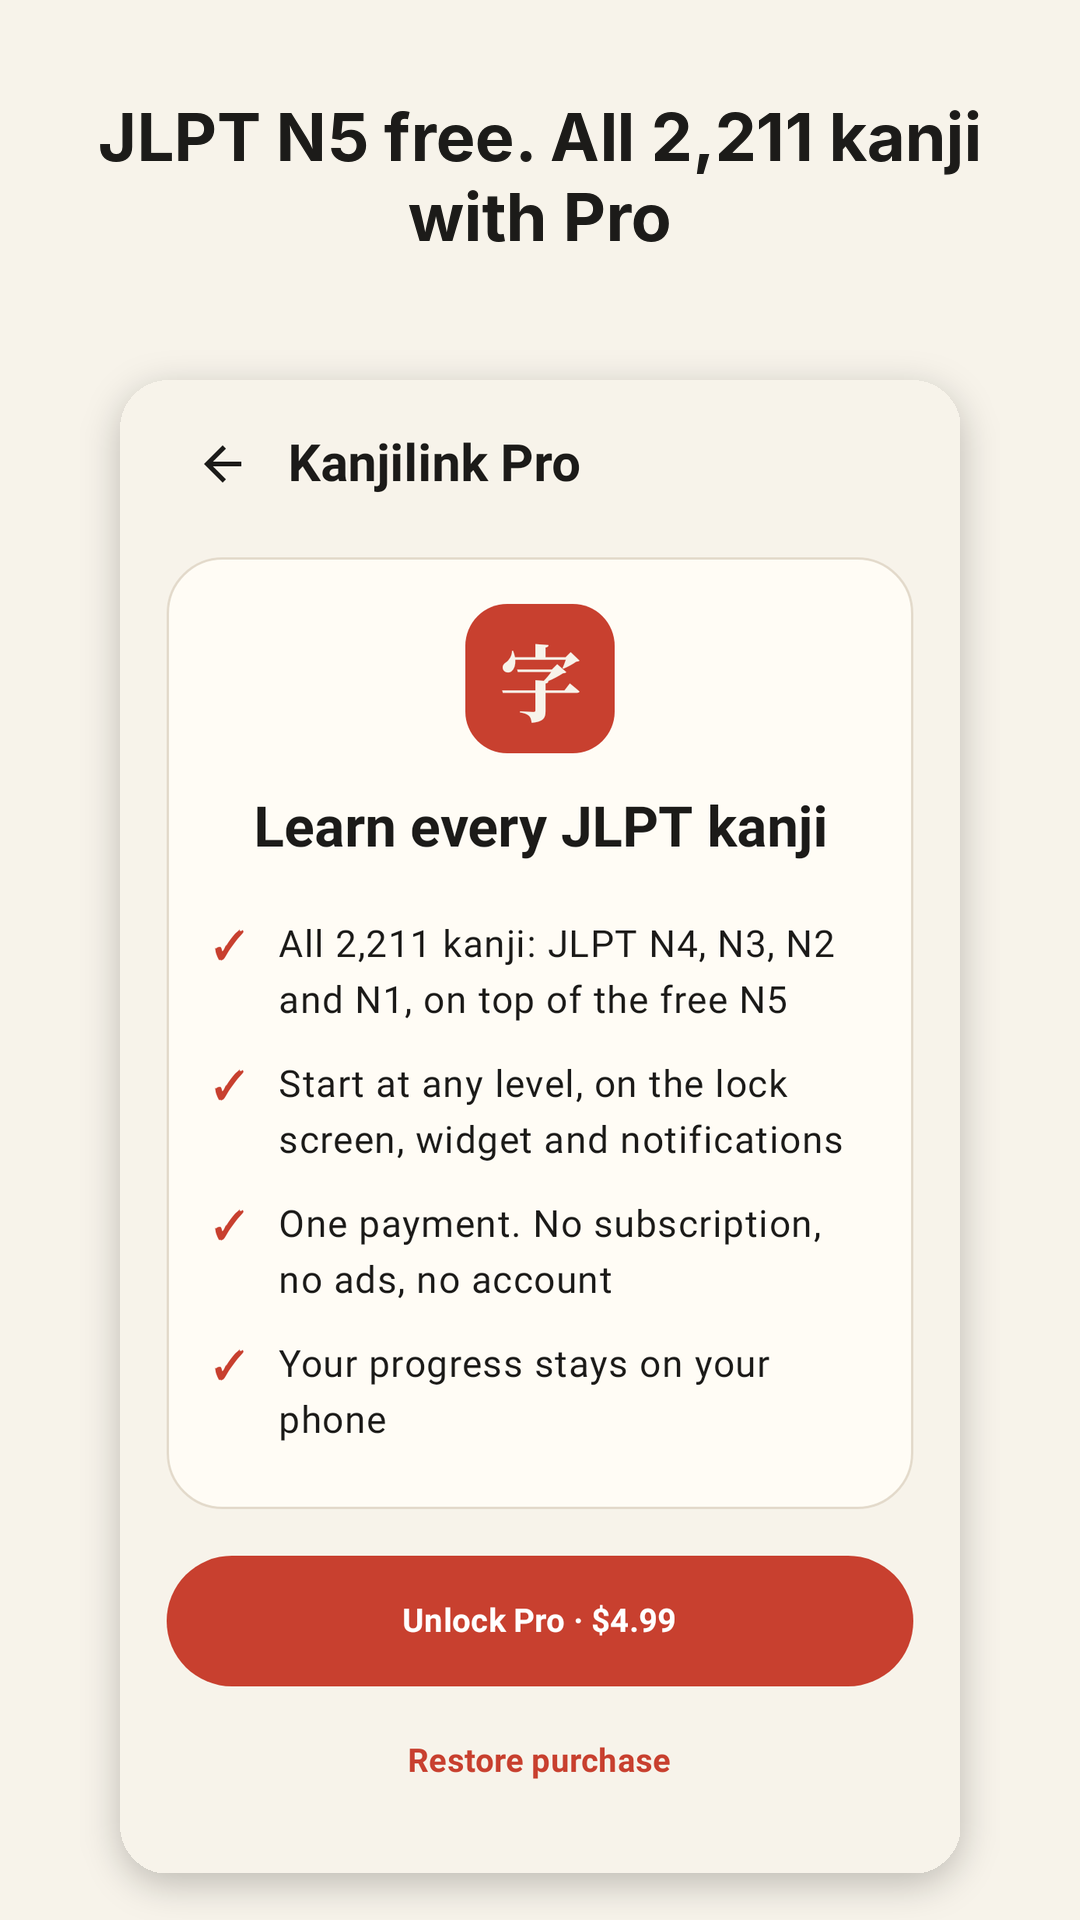 JLPT N5 free. All 2,211 kanji
with Pro
← Kanjilink Pro
字
Learn every JLPT kanji
✓ All 2,211 kanji: JLPT N4, N3, N2
and N1, on top of the free N5
✓ Start at any level, on the lock
screen, widget and notifications
✓ One payment. No subscription,
no ads, no account
✓ Your progress stays on your
phone
Unlock Pro · $4.99
Restore purchase